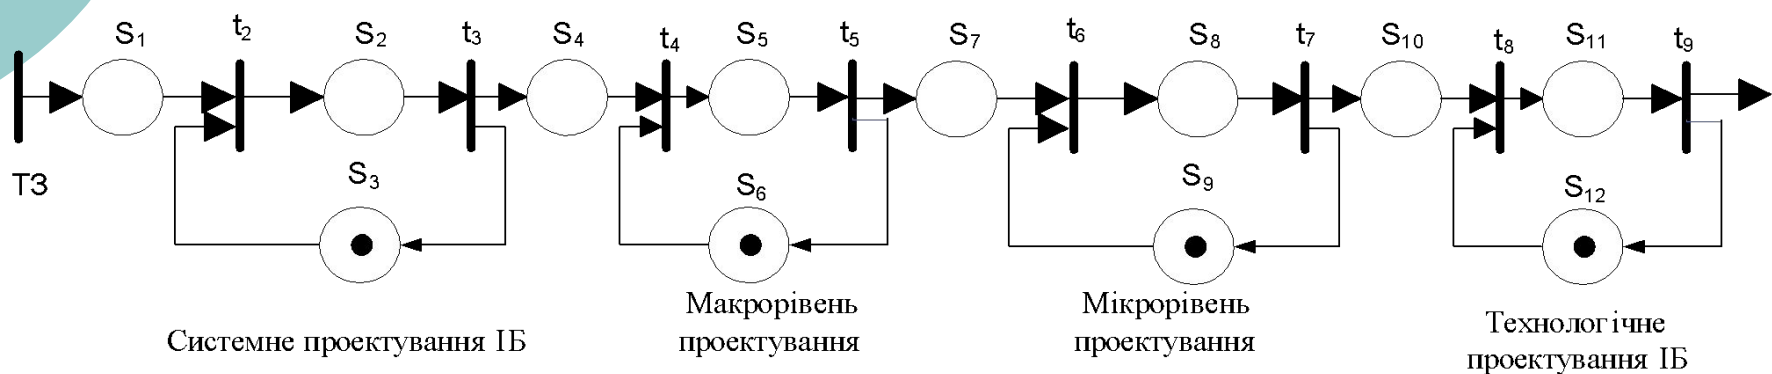 S1 t2 S2 t3 S4 t4 S5 t5 S7 t6 S8 t7 S10 t8 S11 t9
ТЗ S3 S6 S9 S12
Системне проектування ІБ
Макрорівень
проектування
Мікрорівень
проектування
Технологічне
проектування ІБ